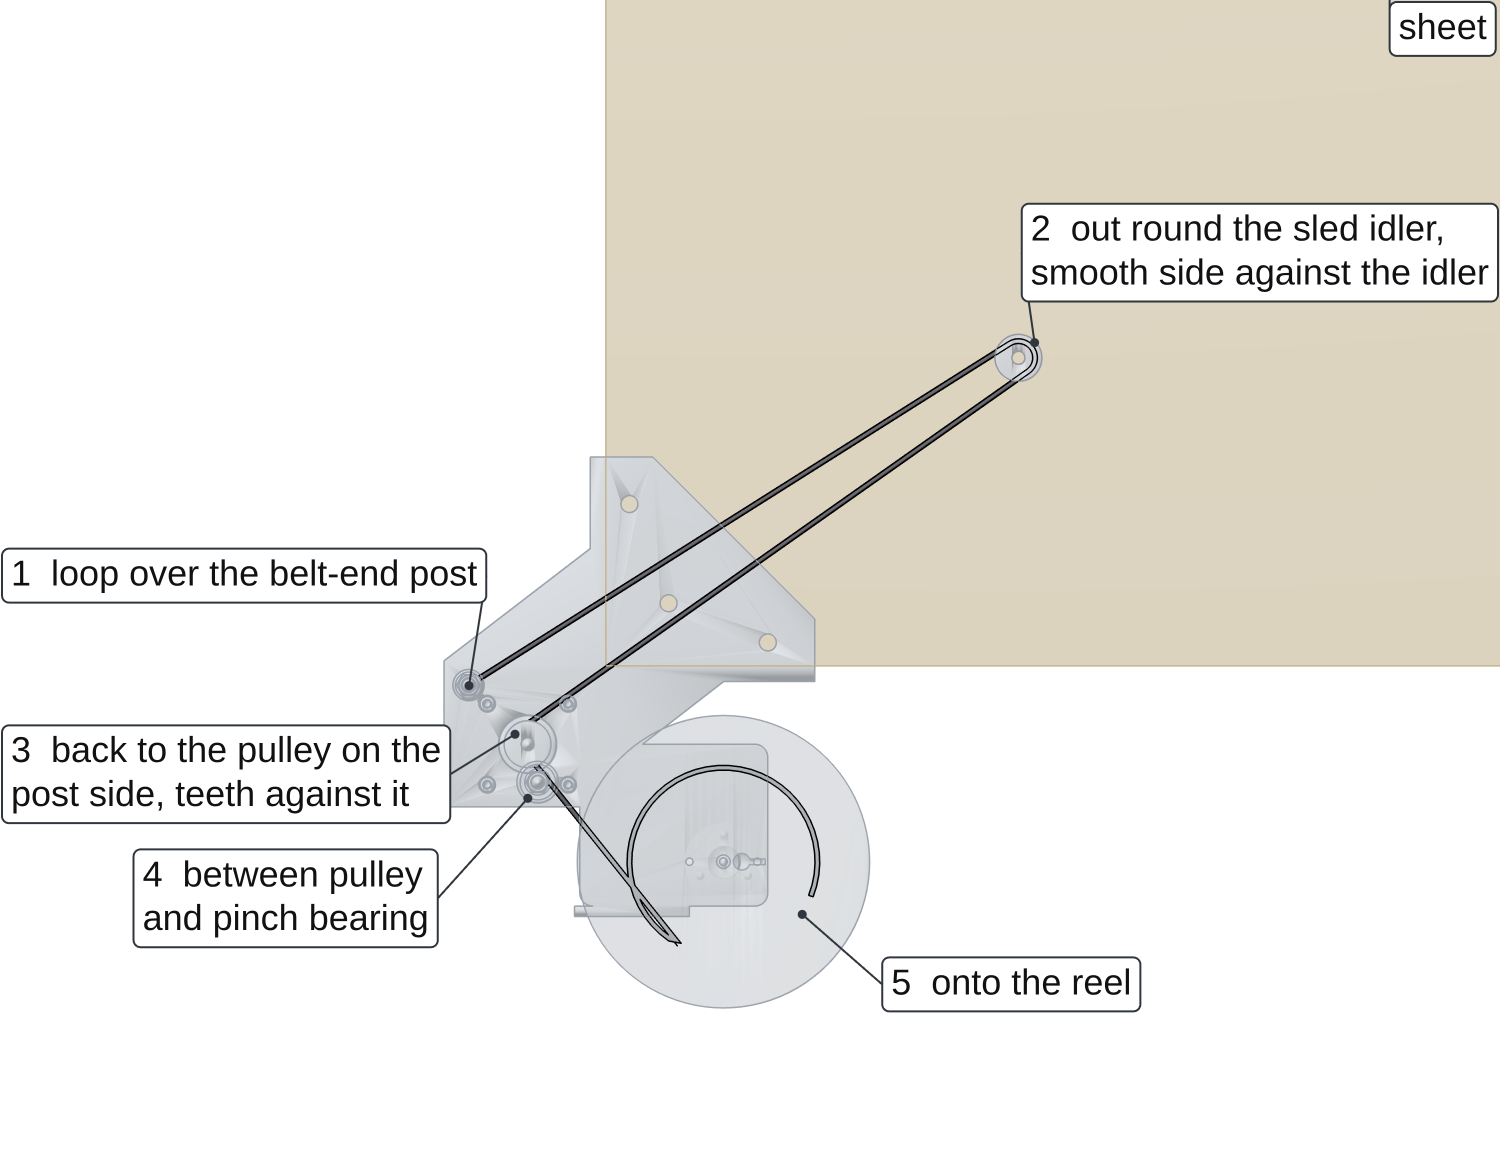 sheet
2 out round the sled idler,
smooth side against the idler
1 loop over the belt-end post
3 back to the pulley on the
post side, teeth against it
4 between pulley
and pinch bearing
5 onto the reel